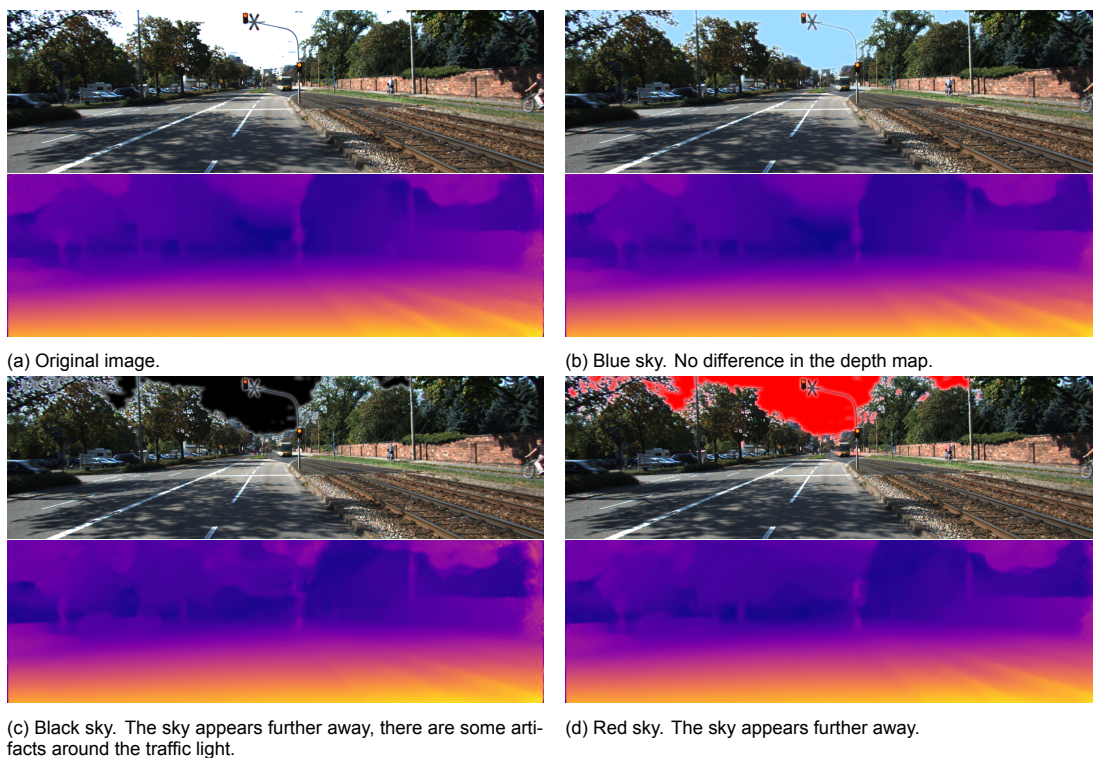 (a) Original image.
(b) Blue sky. No difference in the depth map.
(c) Black sky. The sky appears further away, there are some arti-
facts around the traffic light.
(d) Red sky. The sky appears further away.